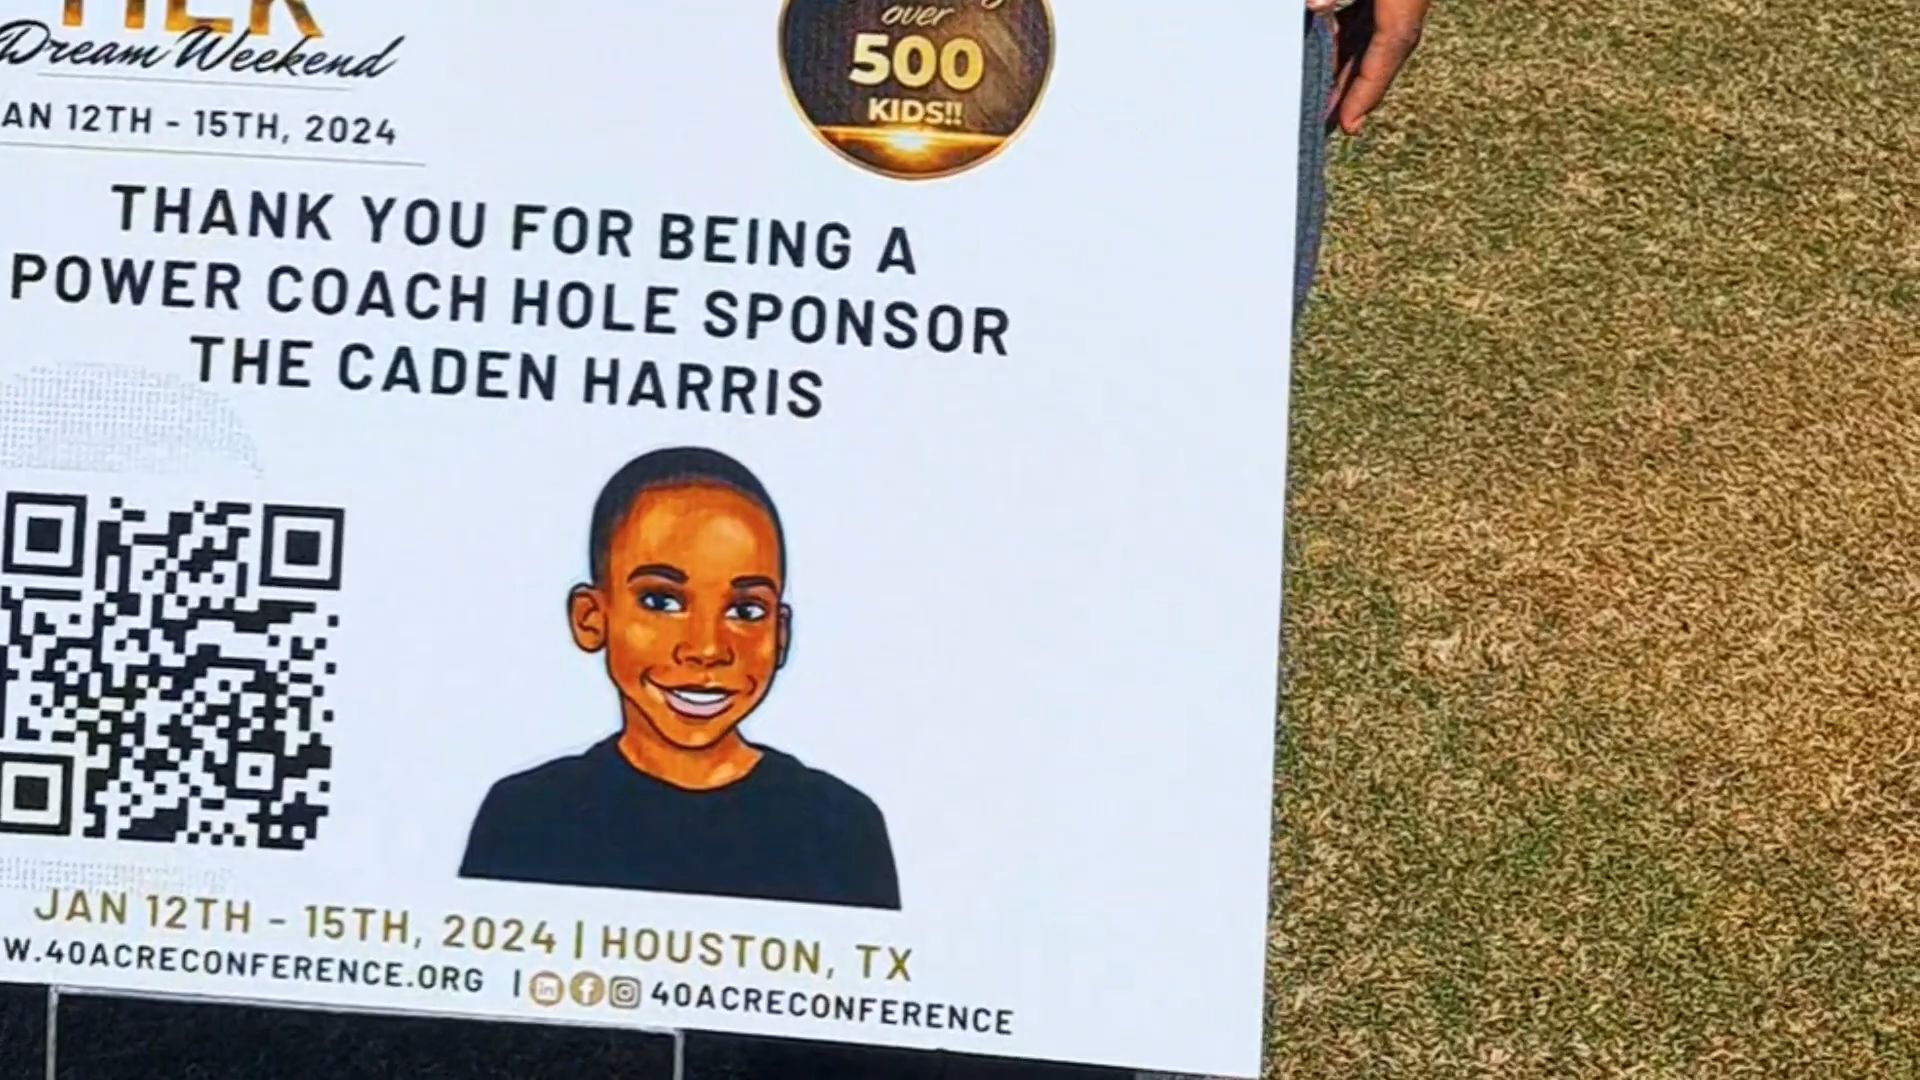 Dream Weekend
AN 12TH - 15TH, 2024
over
500
KIDS!!
THANK YOU FOR BEING A
POWER COACH HOLE SPONSOR
THE CADEN HARRIS
JAN 12TH - 15TH, 2024 | HOUSTON, TX
W.40ACRECONFERENCE.ORG | in f 40ACRECONFERENCE